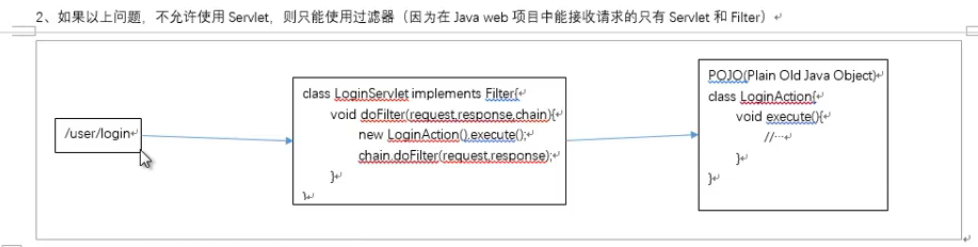 2、如果以上问题，不允许使用 Servlet，则只能使用过滤器（因为在 Java web 项目中能接收请求的只有 Servlet 和 Filter）
/user/login
class LoginServlet implements Filter{
void doFilter(request,response,chain){
new LoginAction().execute();
chain.doFilter(request,response);
}
}
POJO(Plain Old Java Object)
class LoginAction{
void execute(){
//…
}
}